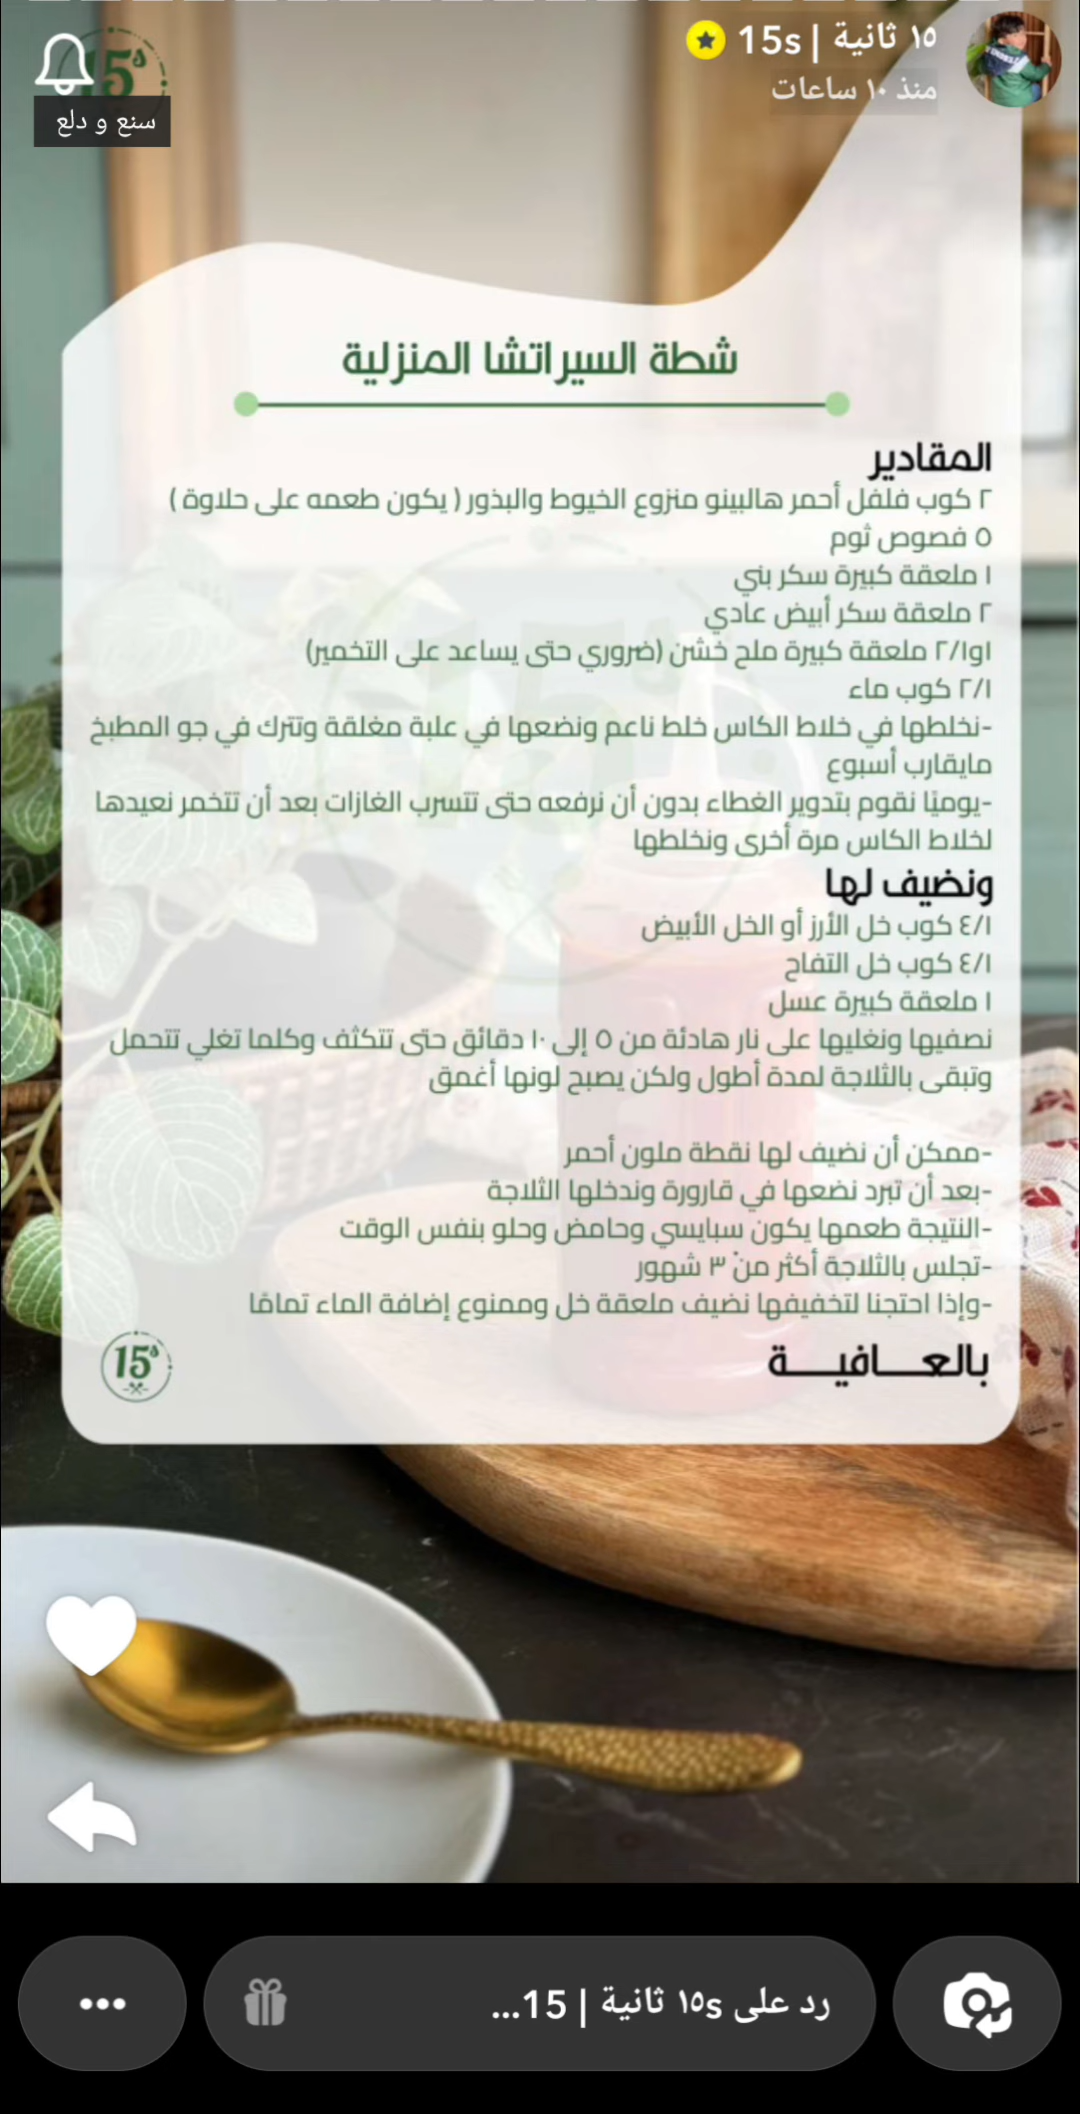 ١٥ ثانية | 15s
منذ ١٠ ساعات
15s
سنع و دلع
شطة السيراتشا المنزلية
المقادير
٢ كوب فلفل أحمر هالبينو منزوع الخيوط والبذور ( يكون طعمه على حلاوة )
٥ فصوص ثوم
١ ملعقة كبيرة سكر بني
٢ ملعقة سكر أبيض عادي
١و٢/١ ملعقة كبيرة ملح خشن (ضروري حتى يساعد على التخمير)
٢/١ كوب ماء
-نخلطها في خلاط الكاس خلط ناعم ونضعها في علبة مغلقة وتترك في جو المطبخ
مايقارب أسبوع
-يوميًا نقوم بتدوير الغطاء بدون أن نرفعه حتى تتسرب الغازات بعد أن تتخمر نعيدها
لخلاط الكاس مرة أخرى ونخلطها
ونضيف لها
٤/١ كوب خل الأرز أو الخل الأبيض
٤/١ كوب خل التفاح
١ ملعقة كبيرة عسل
نصفيها ونغليها على نار هادئة من ٥ إلى ١٠ دقائق حتى تتكثف وكلما تغلي تتحمل
وتبقى بالثلاجة لمدة أطول ولكن يصبح لونها أغمق
-ممكن أن نضيف لها نقطة ملون أحمر
-بعد أن تبرد نضعها في قارورة وندخلها الثلاجة
-النتيجة طعمها يكون سبايسي وحامض وحلو بنفس الوقت
-تجلس بالثلاجة أكثر من ٣ شهور
-وإذا احتجنا لتخفيفها نضيف ملعقة خل وممنوع إضافة الماء تمامًا
بالعـــافيـــة
15s
رد على ١٥s ثانية | 15...